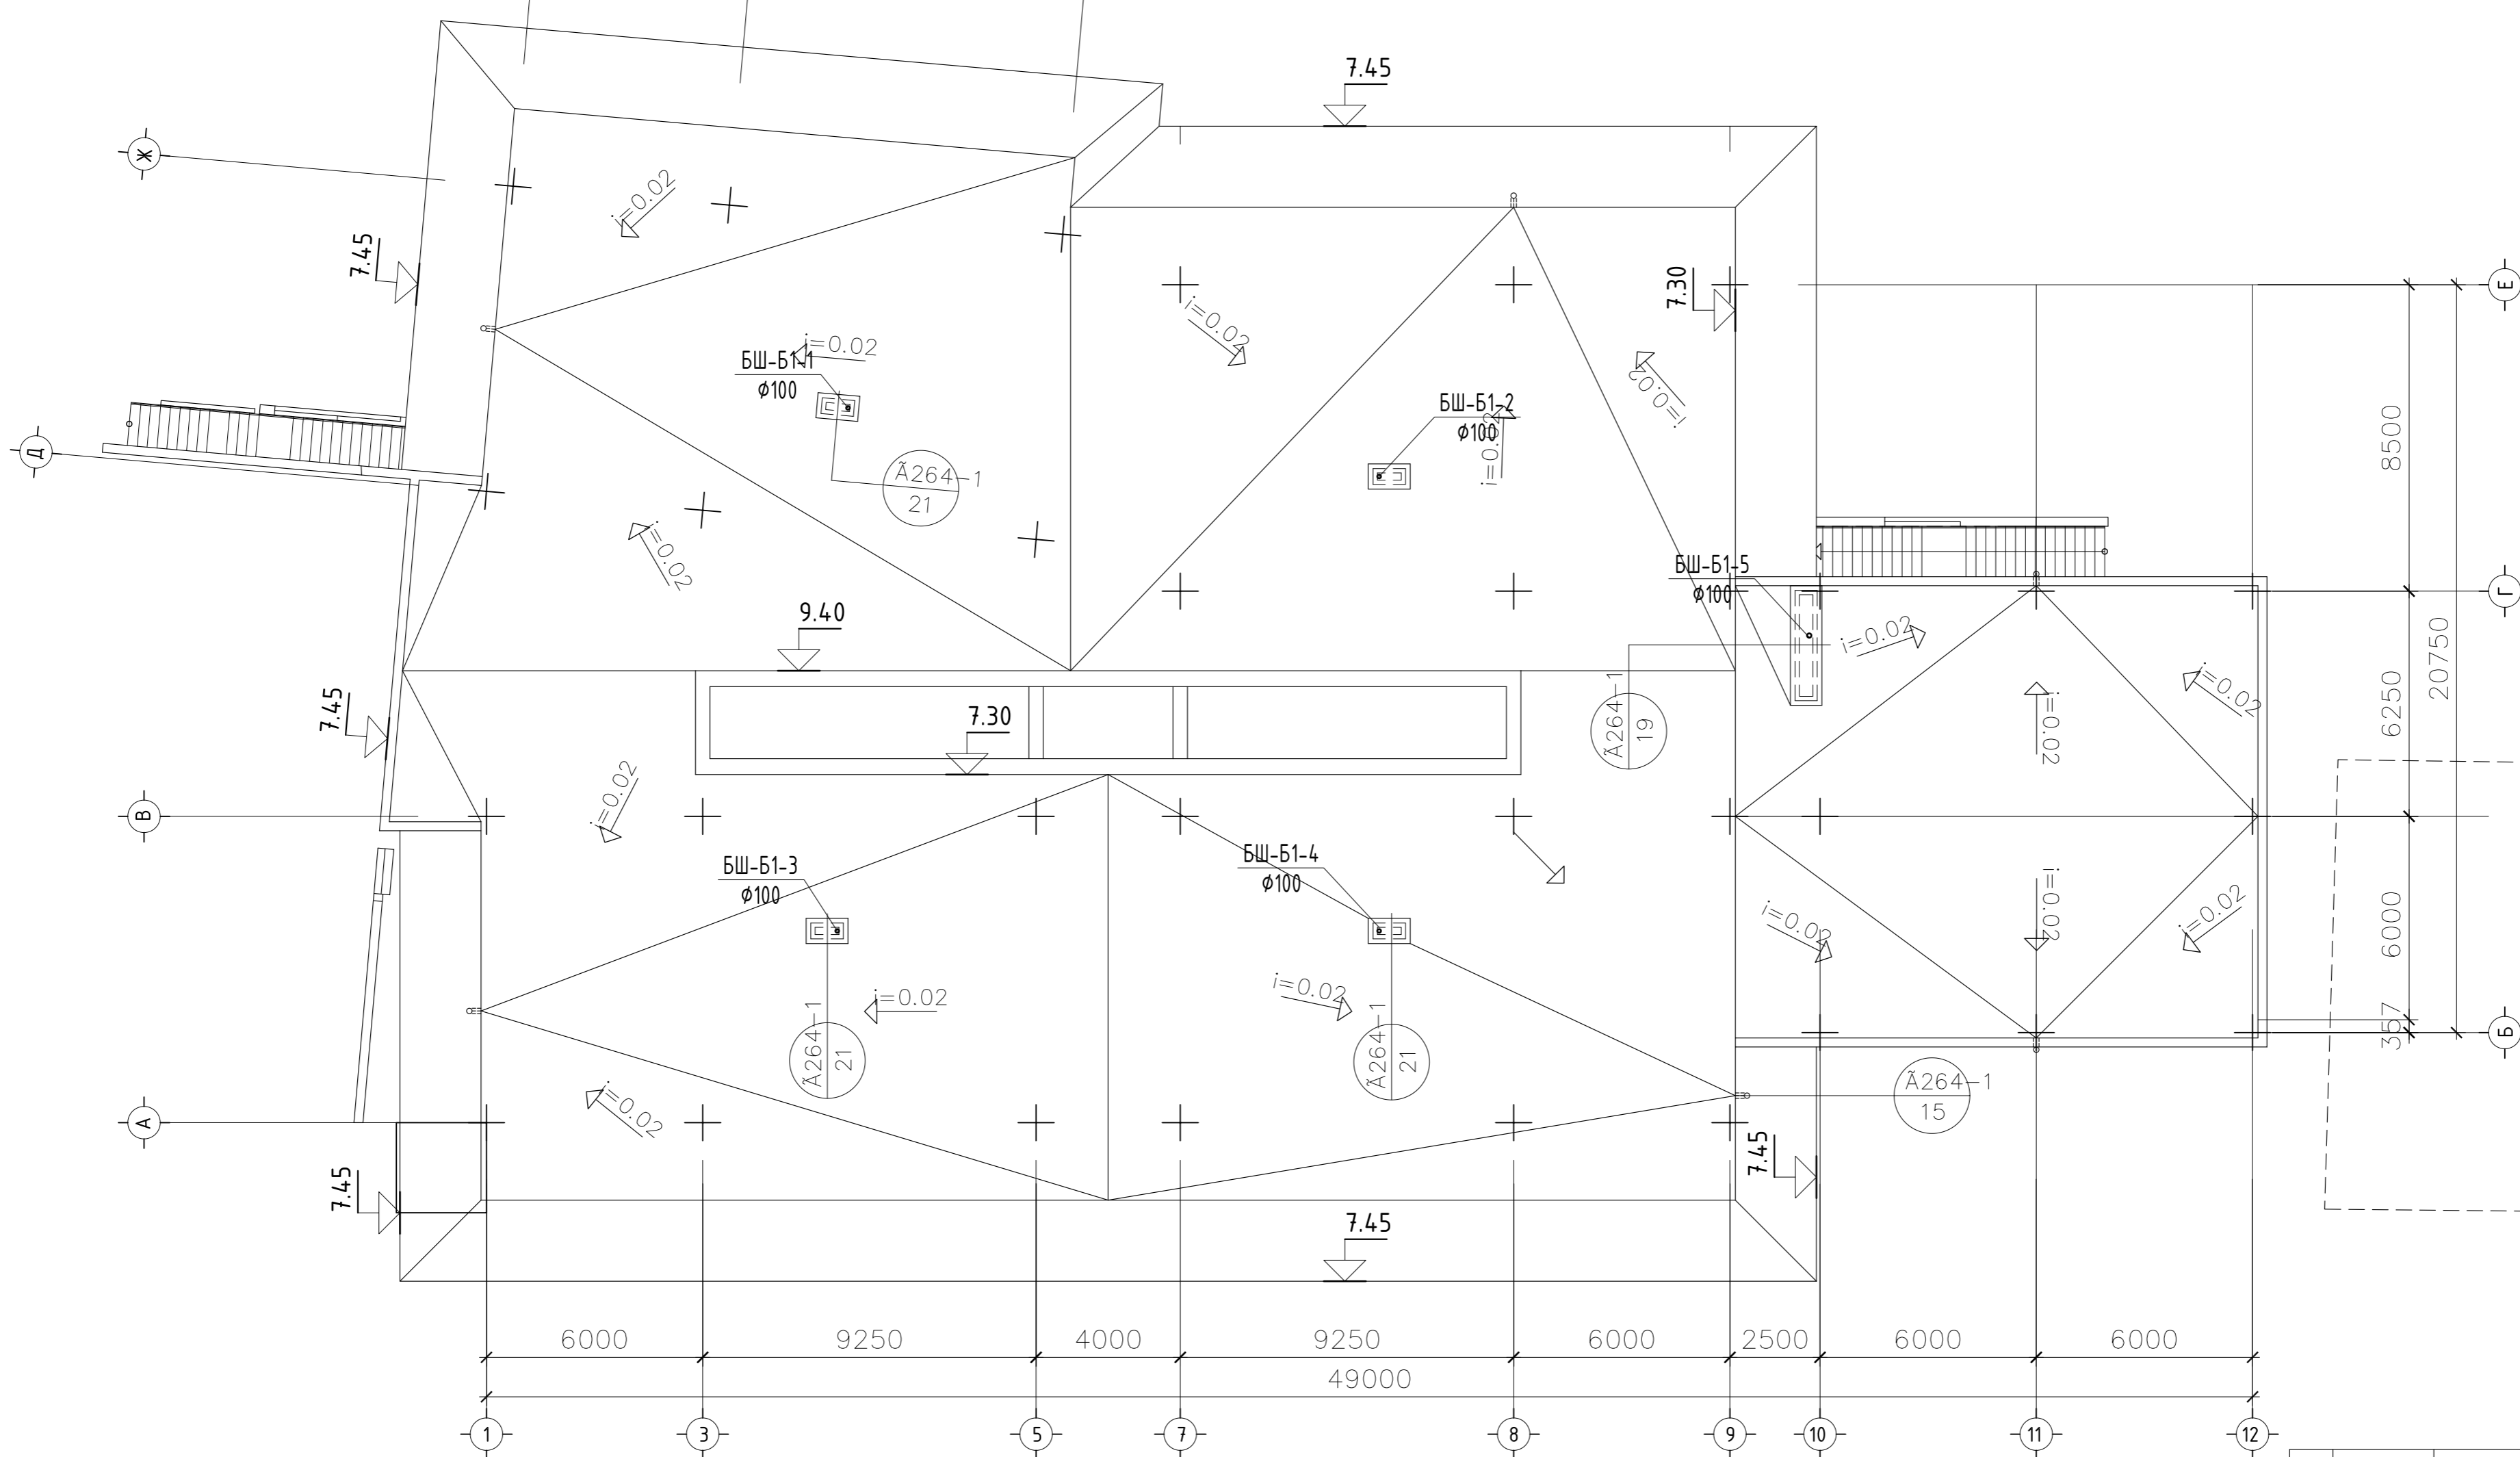 7.45
Ж
i=0.02
7.45
7.30
Е
i=0.02
i=0.02
БШ-Б1-1
ϕ100
i=0.02
БШ-Б1-2
ϕ100
i=0.02
8500
Д
Ã264-1
21
i=0.02
БШ-Б1-5
ϕ100
Г
9.40
i=0.02
20750
7.45
7.30
Ã264-1
19
i=0.02
i=0.02
6250
i=0.02
В
БШ-Б1-3
ϕ100
БШ-Б1-4
ϕ100
i=0.02
i=0.02
i=0.02
6000
i=0.02
i=0.02
357
Б
Ã264-1
21
Ã264-1
21
Ã264-1
15
i=0.02
А
7.45
7.45
7.45
6000
9250
4000
9250
6000
2500
6000
6000
49000
1
3
5
7
8
9
10
11
12